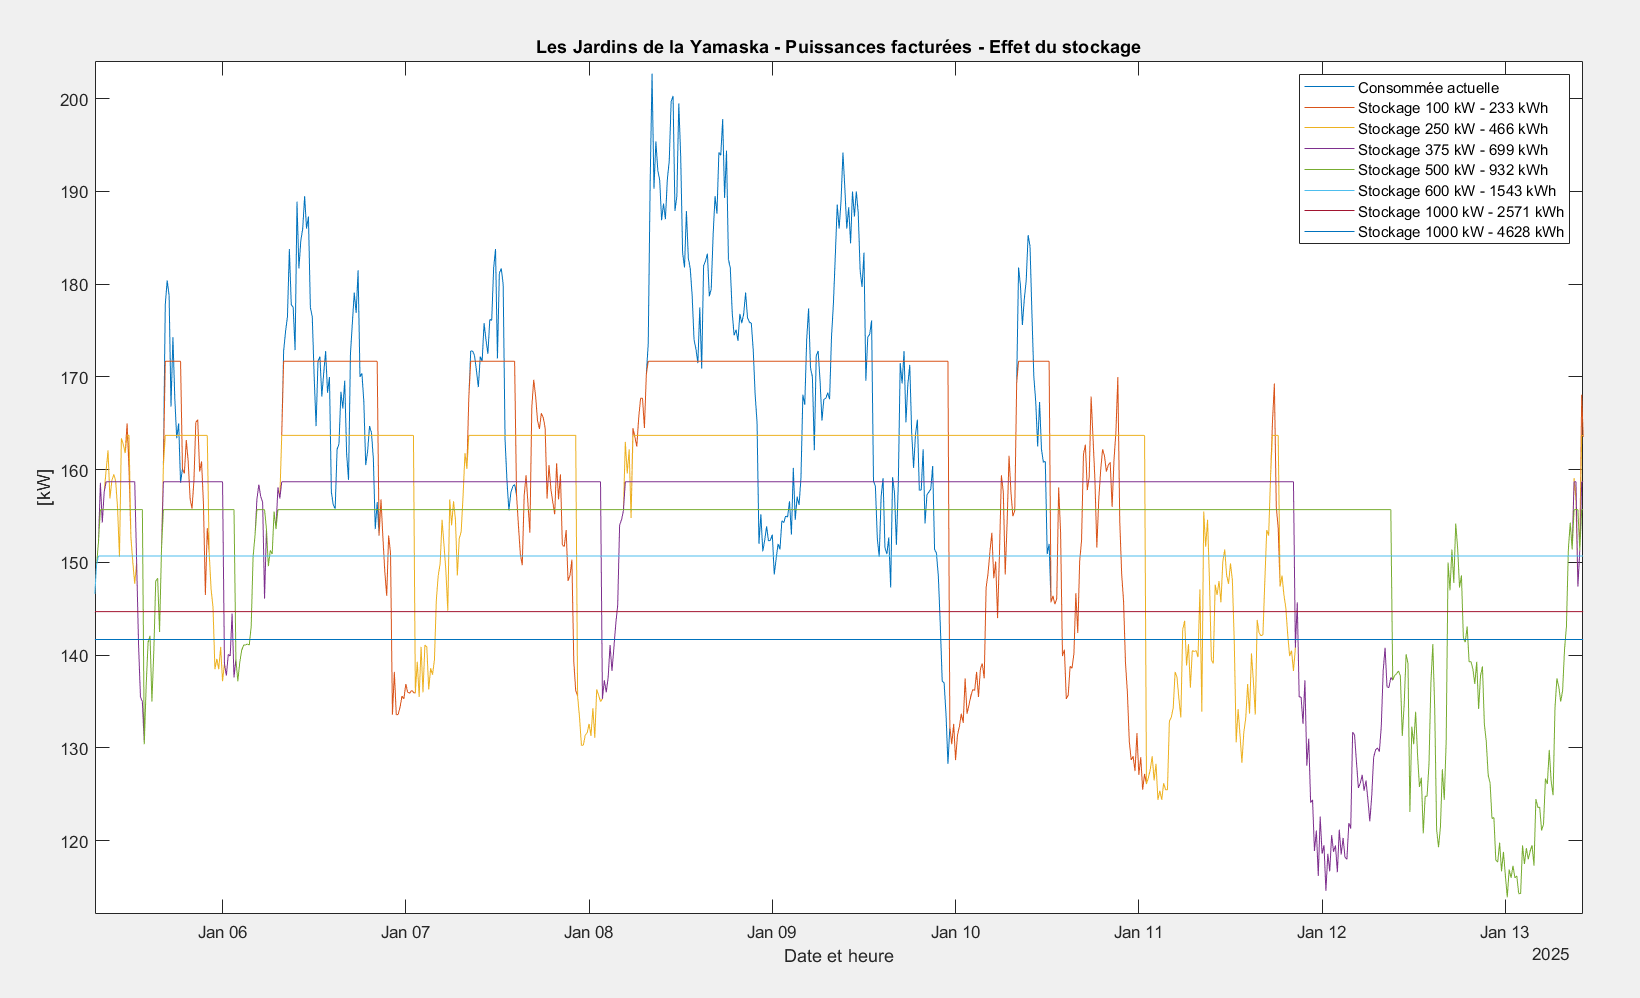 Les Jardins de la Yamaska - Puissances facturées - Effet du stockage
Consommée actuelle
Stockage 100 kW - 233 kWh
Stockage 250 kW - 466 kWh
Stockage 375 kW - 699 kWh
Stockage 500 kW - 932 kWh
Stockage 600 kW - 1543 kWh
Stockage 1000 kW - 2571 kWh
Stockage 1000 kW - 4628 kWh
200
190
180
170
160
150
140
130
120
[kW]
Jan 06 Jan 07 Jan 08 Jan 09 Jan 10 Jan 11 Jan 12 Jan 13
2025
Date et heure